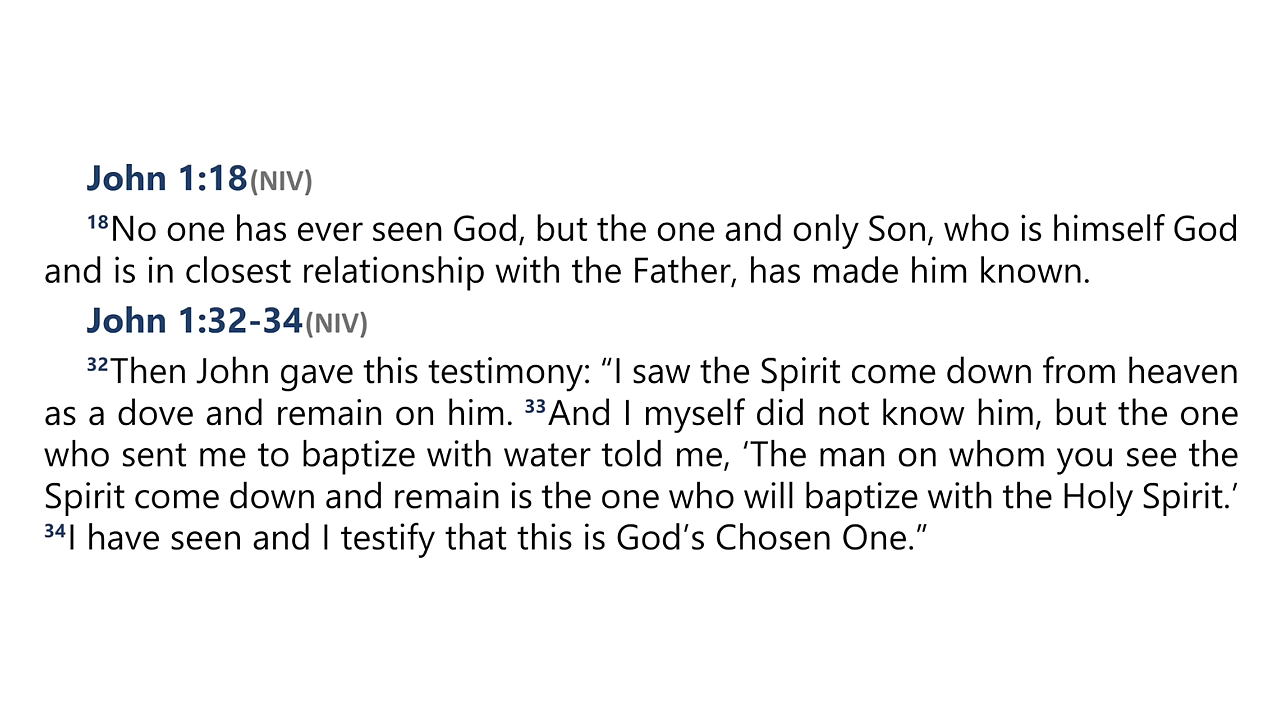 John 1:18(NIV)
18No one has ever seen God, but the one and only Son, who is himself God
and is in closest relationship with the Father, has made him known.
John 1:32-34(NIV)
32Then John gave this testimony: “I saw the Spirit come down from heaven
as a dove and remain on him. 33And I myself did not know him, but the one
who sent me to baptize with water told me, ‘The man on whom you see the
Spirit come down and remain is the one who will baptize with the Holy Spirit.’
34I have seen and I testify that this is God’s Chosen One.”